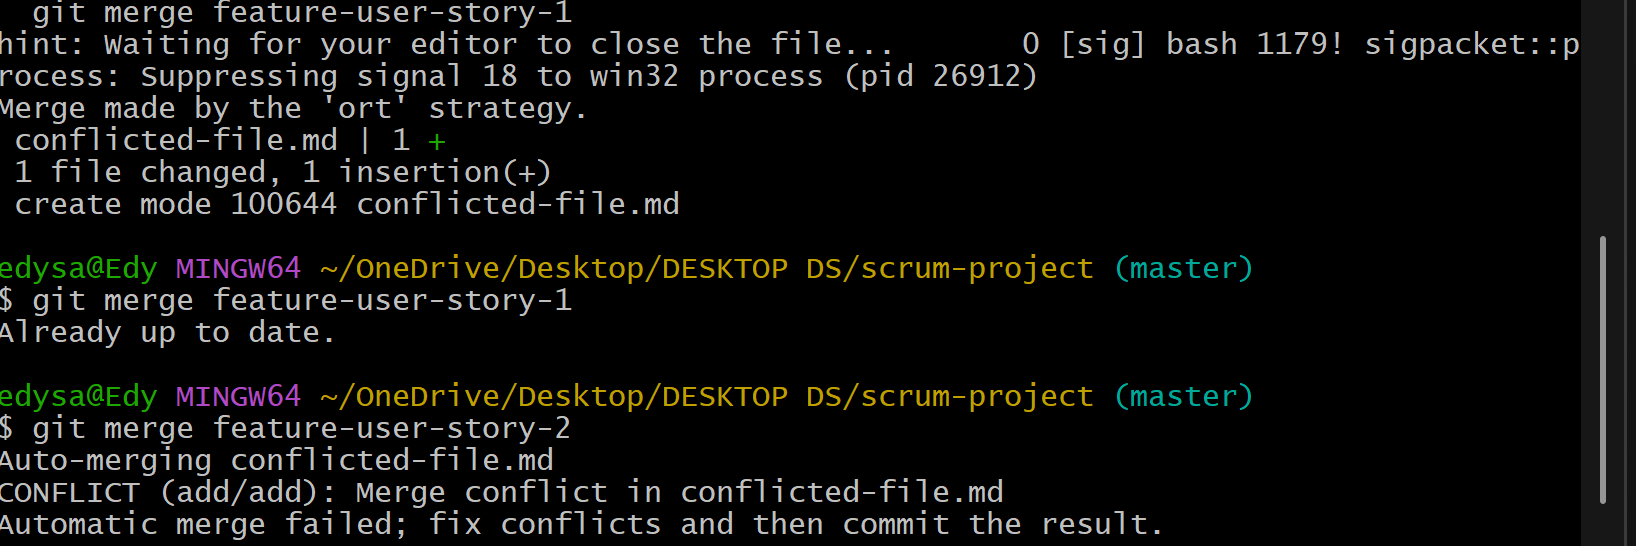 git merge feature-user-story-1
hint: Waiting for your editor to close the file...       0 [sig] bash 1179! sigpacket::p
rocess: Suppressing signal 18 to win32 process (pid 26912)
Merge made by the 'ort' strategy.
 conflicted-file.md | 1 +
 1 file changed, 1 insertion(+)
 create mode 100644 conflicted-file.md
edysa@Edy MINGW64 ~/OneDrive/Desktop/DESKTOP DS/scrum-project (master)
$ git merge feature-user-story-1
Already up to date.
edysa@Edy MINGW64 ~/OneDrive/Desktop/DESKTOP DS/scrum-project (master)
$ git merge feature-user-story-2
Auto-merging conflicted-file.md
CONFLICT (add/add): Merge conflict in conflicted-file.md
Automatic merge failed; fix conflicts and then commit the result.